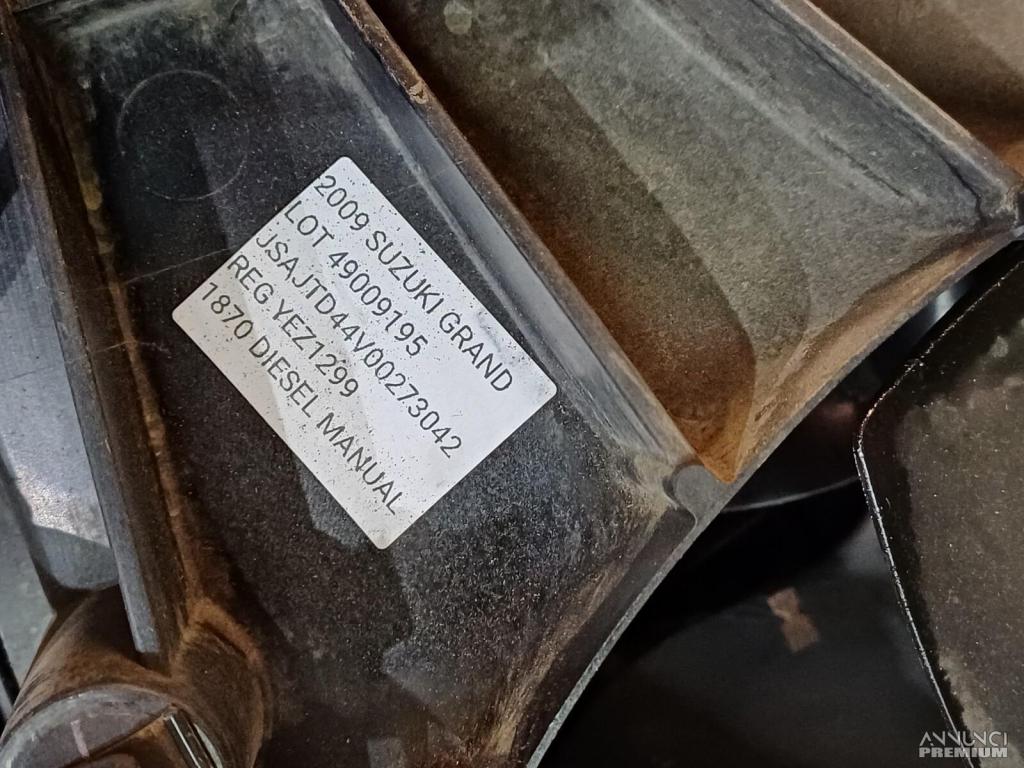 2009 SUZUKI GRAND
LOT 49009195
JSAJTD44V00273042
REG YEZ1299
1870 DIESEL MANUAL
ANNUNCI
PREMIUM